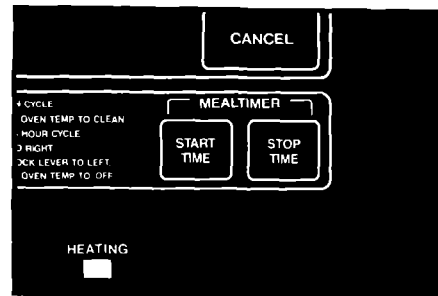 CANCEL
CYCLE
OVEN TEMP TO CLEAN
HOUR CYCLE
RIGHT
LEVER TO LEFT.
OVEN TEMP TO OFF
MEALTIMER
START
TIME
STOP
TIME
HEATING